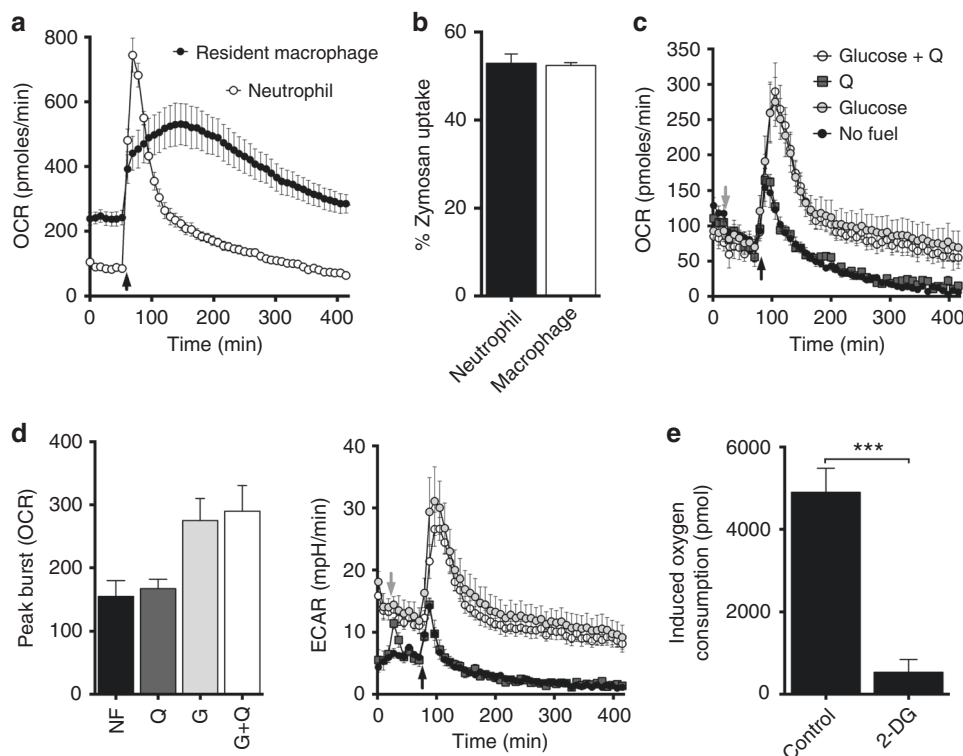 a
800
600
400
200
0
OCR (pmoles/min)
Resident macrophage
Neutrophil
0 100 200 300 400
Time (min)
b
60
40
20
0
% Zymosan uptake
Neutrophil
Macrophage
c
350
300
250
200
150
100
50
0
OCR (pmoles/min)
Glucose + Q
Q
Glucose
No fuel
0 100 200 300 400
Time (min)
d
400
300
200
100
0
Peak burst (OCR)
NF
Q
G
G+Q
40
30
20
10
0
ECAR (mpH/min)
0 100 200 300 400
Time (min)
e
6000
4000
2000
0
Induced oxygen
consumption (pmol)
***
Control
2-DG